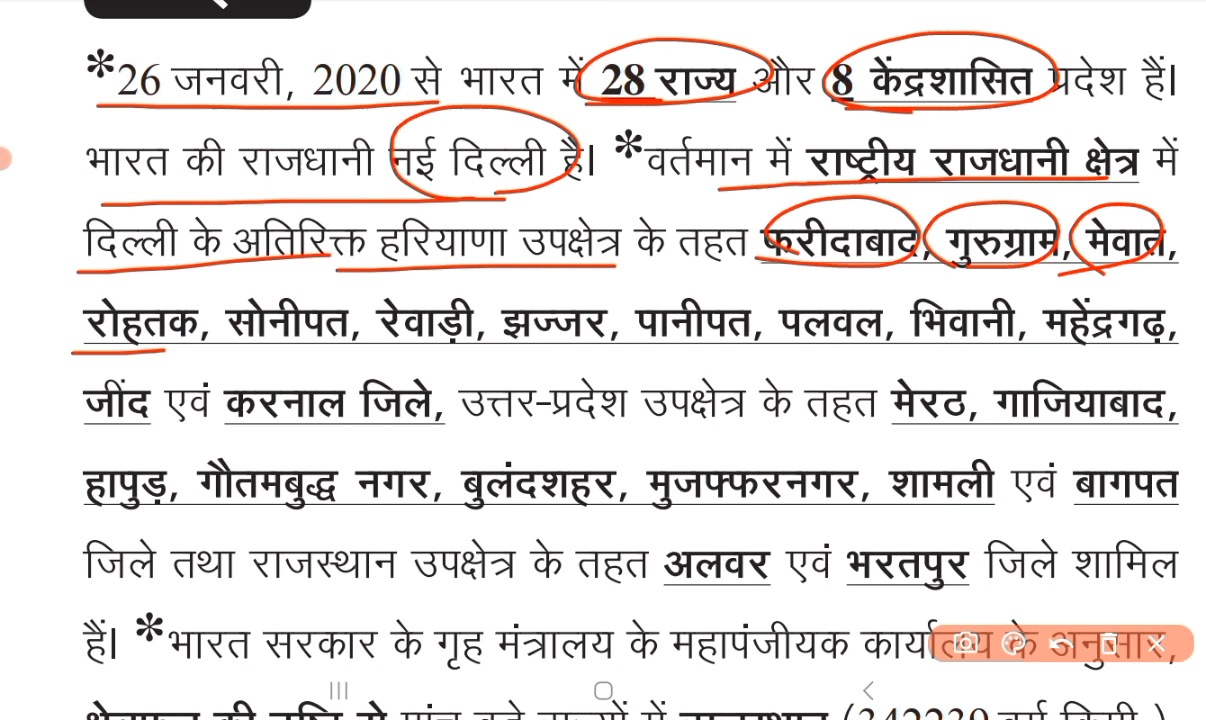 *26 जनवरी, 2020 से भारत में 28 राज्य और 8 केंद्रशासित प्रदेश हैं।
भारत की राजधानी नई दिल्ली है। *वर्तमान में राष्ट्रीय राजधानी क्षेत्र में
दिल्ली के अतिरिक्त हरियाणा उपक्षेत्र के तहत फरीदाबाद, गुरुग्राम, मेवात,
रोहतक, सोनीपत, रेवाड़ी, झज्जर, पानीपत, पलवल, भिवानी, महेंद्रगढ़,
जींद एवं करनाल जिले, उत्तर-प्रदेश उपक्षेत्र के तहत मेरठ, गाजियाबाद,
हापुड़, गौतमबुद्ध नगर, बुलंदशहर, मुजफ्फरनगर, शामली एवं बागपत
जिले तथा राजस्थान उपक्षेत्र के तहत अलवर एवं भरतपुर जिले शामिल
हैं। *भारत सरकार के गृह मंत्रालय के महापंजीयक कार्यालय के अनुसार,
में राजस्थान (342239 वर्ग किमी.)